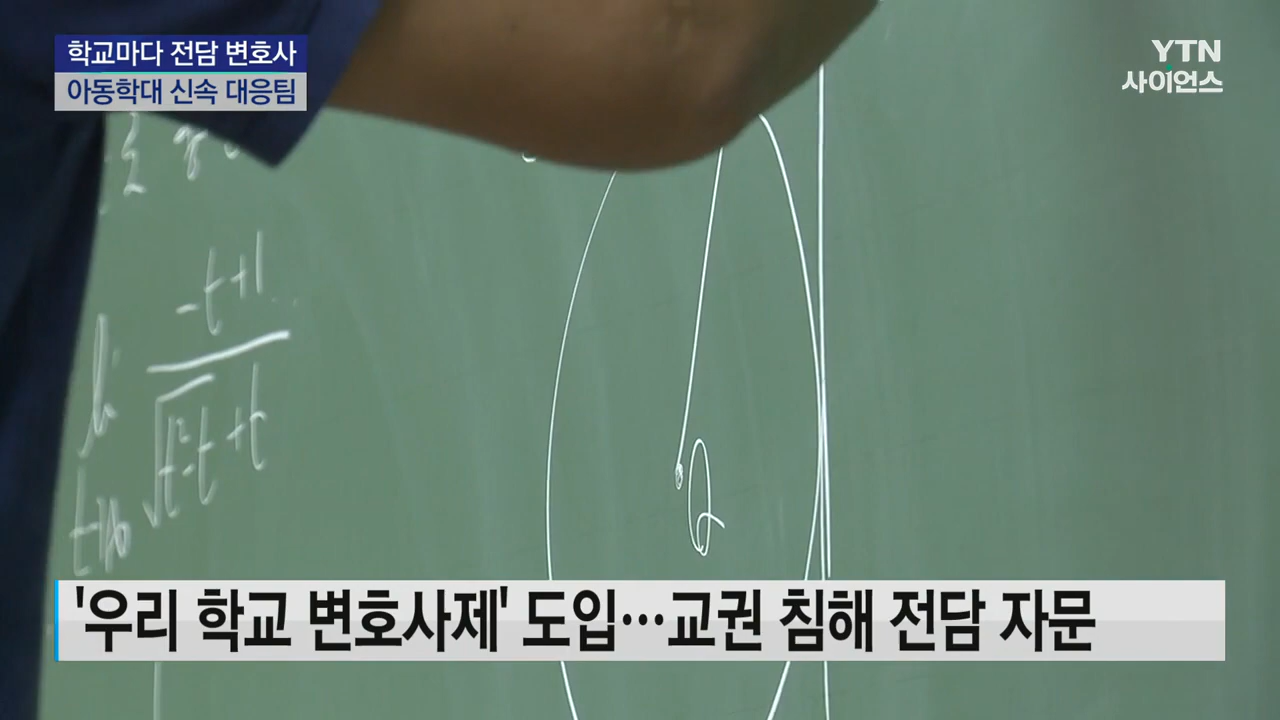 학교마다 전담 변호사
아동학대 신속 대응팀
YTN
사이언스
-t+1
√t²-t +t
Q
'우리 학교 변호사제' 도입…교권 침해 전담 자문